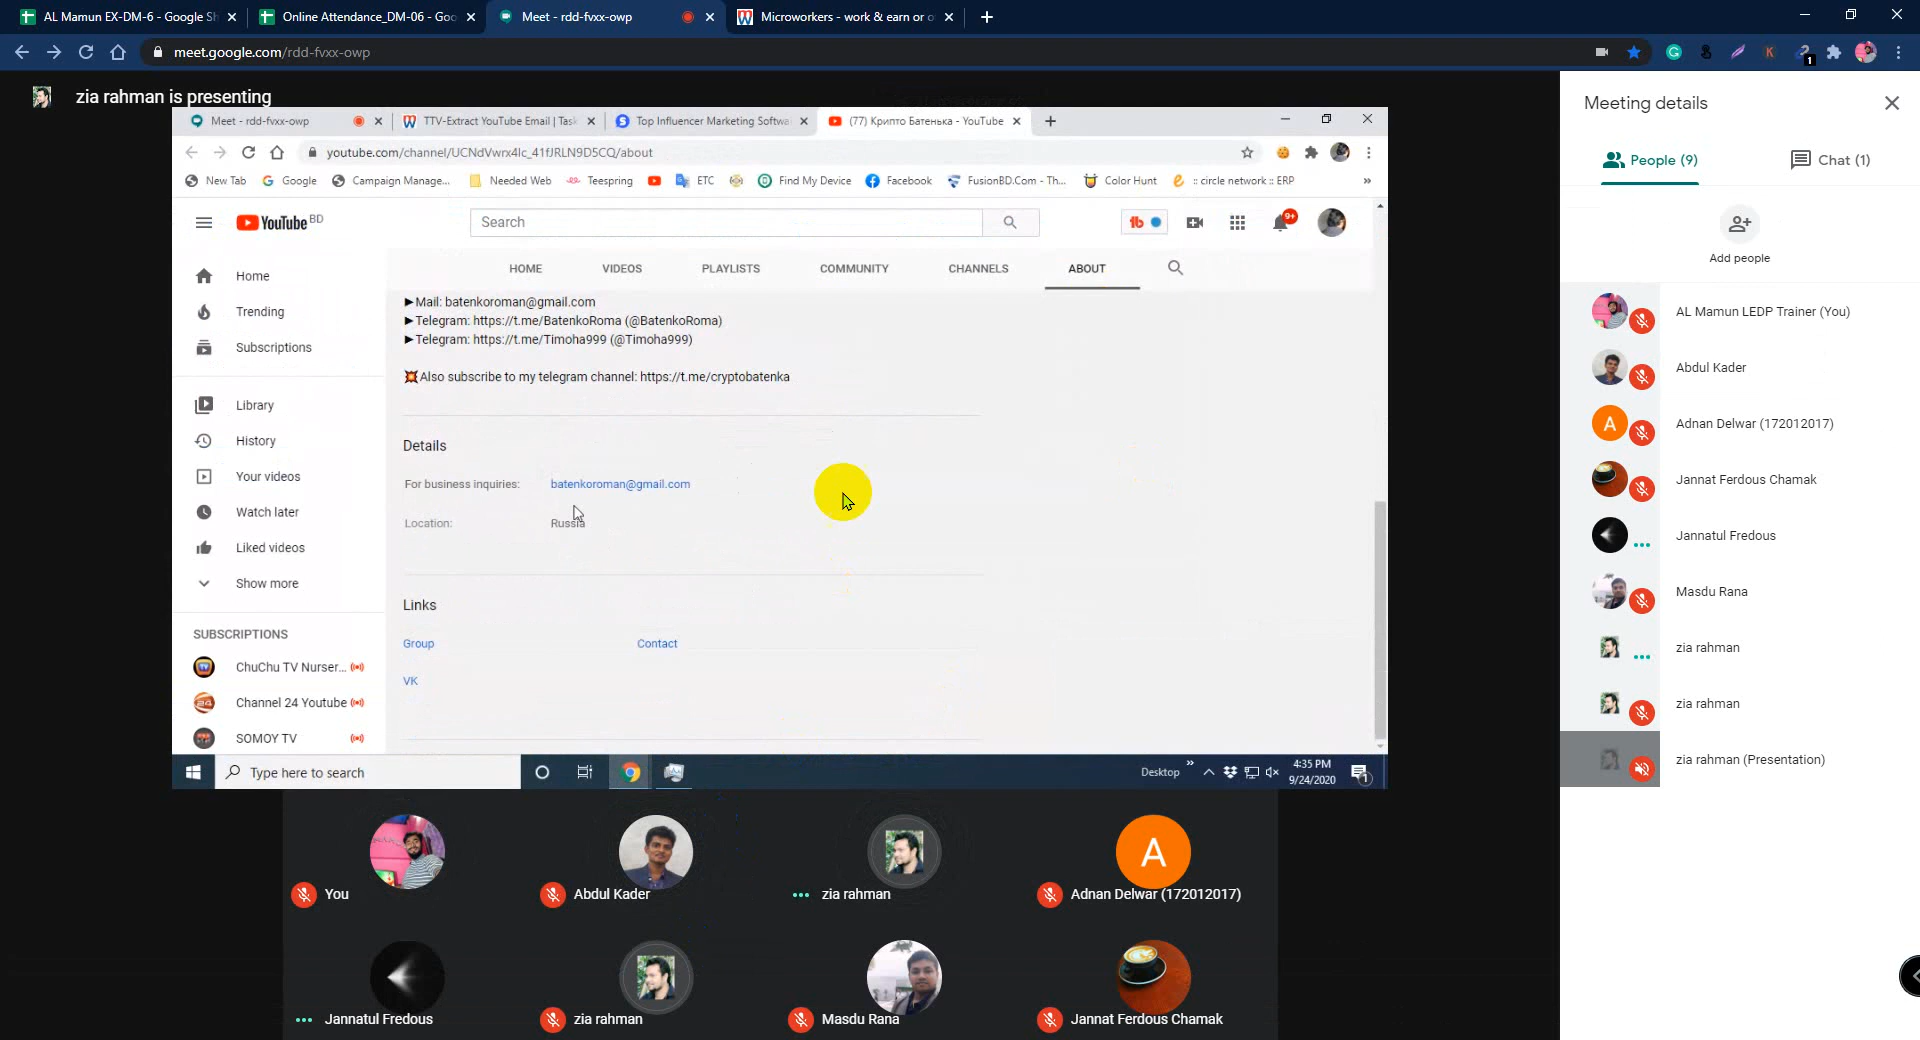 AL Mamun EX-DM-6 - Google Sh
Online Attendance_DM-06 - Goo
Meet - rdd-fvxx-owp
Microworkers - work & earn or o
meet.google.com/rdd-fvxx-owp
1
zia rahman is presenting
Meet - rdd-fvxx-owp
TTV-Extract YouTube Email | Task
Top Influencer Marketing Softwa
(77) Крипто Батенька - YouTube
youtube.com/channel/UCNdVwrx4lc_41fJRLN9D5CQ/about
New Tab
Google
Campaign Manage...
Needed Web
Teespring
ETC
Find My Device
Facebook
FusionBD.Com - Th...
Color Hunt
:: circle network :: ERP
»
YouTube BD
Search
9+
HOME
VIDEOS
PLAYLISTS
COMMUNITY
CHANNELS
ABOUT
Home
Trending
Subscriptions
Library
History
Your videos
Watch later
Liked videos
Show more
SUBSCRIPTIONS
ChuChu TV Nurser...
Channel 24 Youtube
SOMOY TV
►Mail: batenkoroman@gmail.com
►Telegram: https://t.me/BatenkoRoma (@BatenkoRoma)
►Telegram: https://t.me/Timoha999 (@Timoha999)
💥Also subscribe to my telegram channel: https://t.me/cryptobatenka
Details
For business inquiries: batenkoroman@gmail.com
Location: Russia
Links
Group
Contact
VK
Type here to search
Desktop
»
4:35 PM
9/24/2020
1
You
Abdul Kader
zia rahman
Adnan Delwar (172012017)
A
Jannatul Fredous
zia rahman
Masdu Rana
Jannat Ferdous Chamak
Meeting details
People (9)
Chat (1)
Add people
AL Mamun LEDP Trainer (You)
Abdul Kader
A
Adnan Delwar (172012017)
Jannat Ferdous Chamak
Jannatul Fredous
Masdu Rana
zia rahman
zia rahman
zia rahman (Presentation)